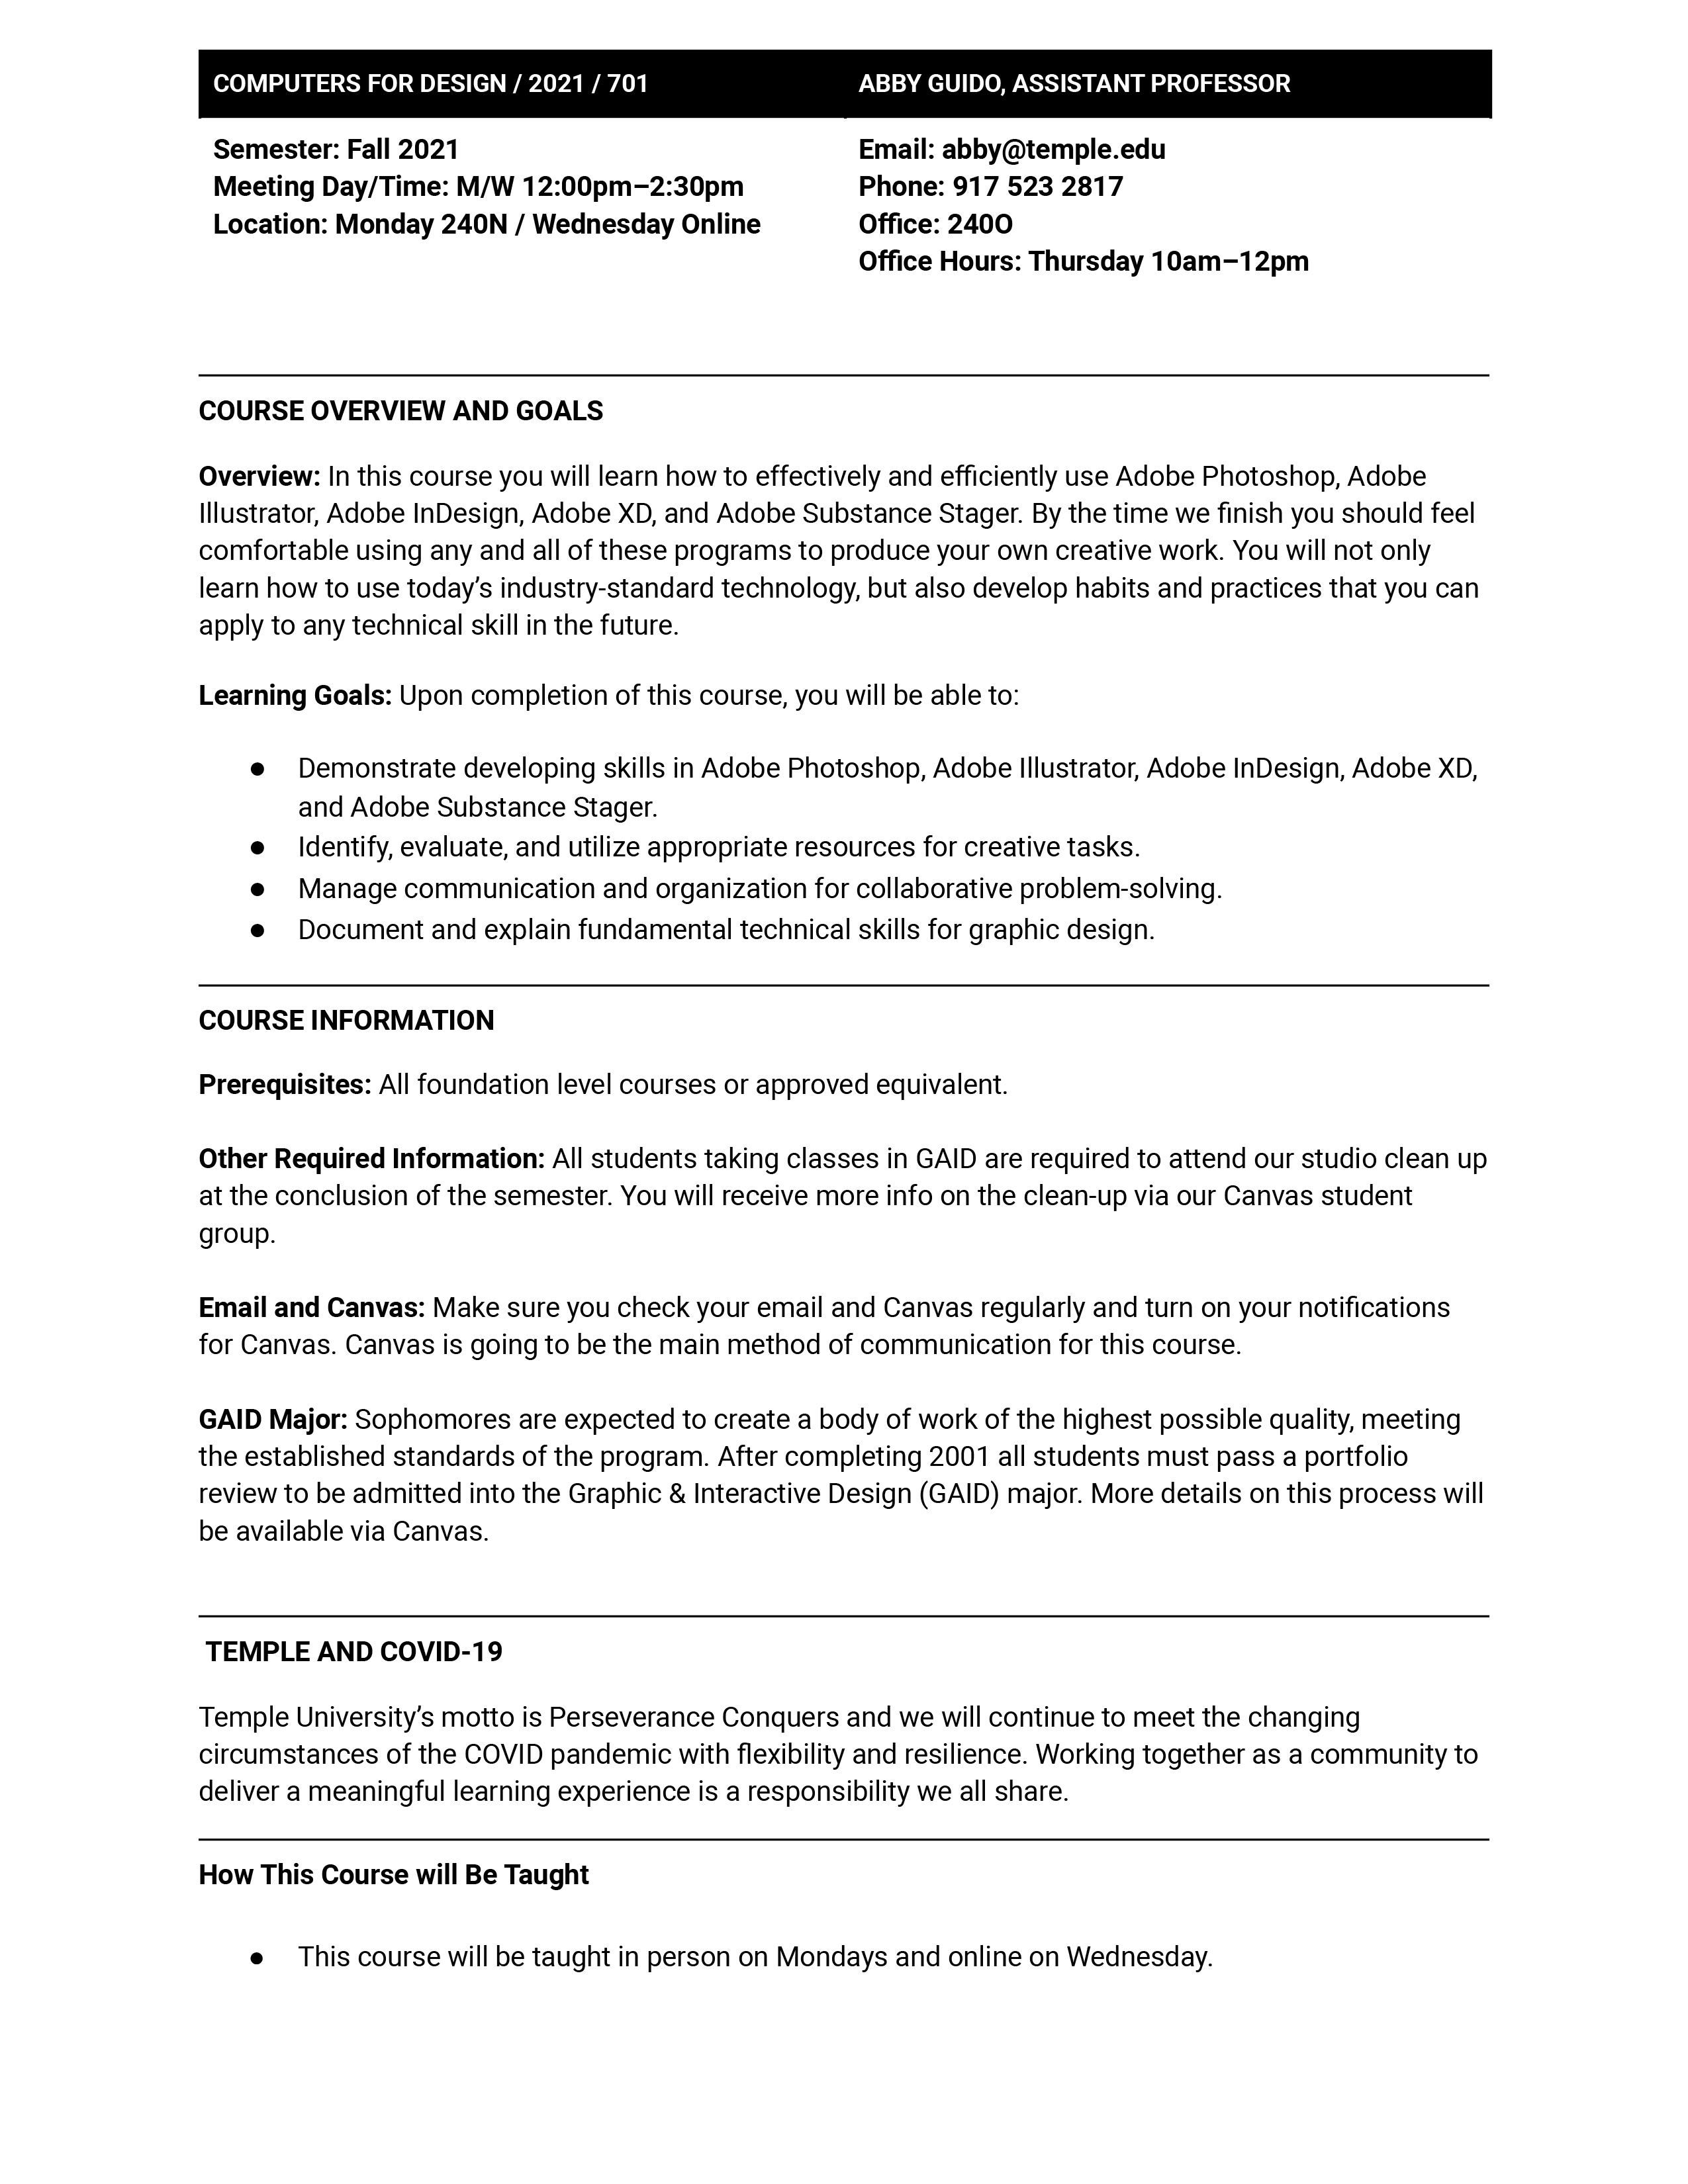 COMPUTERS FOR DESIGN / 2021 / 701
ABBY GUIDO, ASSISTANT PROFESSOR
Semester: Fall 2021
Meeting Day/Time: M/W 12:00pm–2:30pm
Location: Monday 240N / Wednesday Online
Email: abby@temple.edu
Phone: 917 523 2817
Office: 240O
Office Hours: Thursday 10am–12pm
COURSE OVERVIEW AND GOALS
Overview: In this course you will learn how to effectively and efficiently use Adobe Photoshop, Adobe
Illustrator, Adobe InDesign, Adobe XD, and Adobe Substance Stager. By the time we finish you should feel
comfortable using any and all of these programs to produce your own creative work. You will not only
learn how to use today’s industry-standard technology, but also develop habits and practices that you can
apply to any technical skill in the future.
Learning Goals: Upon completion of this course, you will be able to:
● Demonstrate developing skills in Adobe Photoshop, Adobe Illustrator, Adobe InDesign, Adobe XD,
and Adobe Substance Stager.
● Identify, evaluate, and utilize appropriate resources for creative tasks.
● Manage communication and organization for collaborative problem-solving.
● Document and explain fundamental technical skills for graphic design.
COURSE INFORMATION
Prerequisites: All foundation level courses or approved equivalent.
Other Required Information: All students taking classes in GAID are required to attend our studio clean up
at the conclusion of the semester. You will receive more info on the clean-up via our Canvas student
group.
Email and Canvas: Make sure you check your email and Canvas regularly and turn on your notifications
for Canvas. Canvas is going to be the main method of communication for this course.
GAID Major: Sophomores are expected to create a body of work of the highest possible quality, meeting
the established standards of the program. After completing 2001 all students must pass a portfolio
review to be admitted into the Graphic & Interactive Design (GAID) major. More details on this process will
be available via Canvas.
TEMPLE AND COVID-19
Temple University’s motto is Perseverance Conquers and we will continue to meet the changing
circumstances of the COVID pandemic with flexibility and resilience. Working together as a community to
deliver a meaningful learning experience is a responsibility we all share.
How This Course will Be Taught
● This course will be taught in person on Mondays and online on Wednesday.